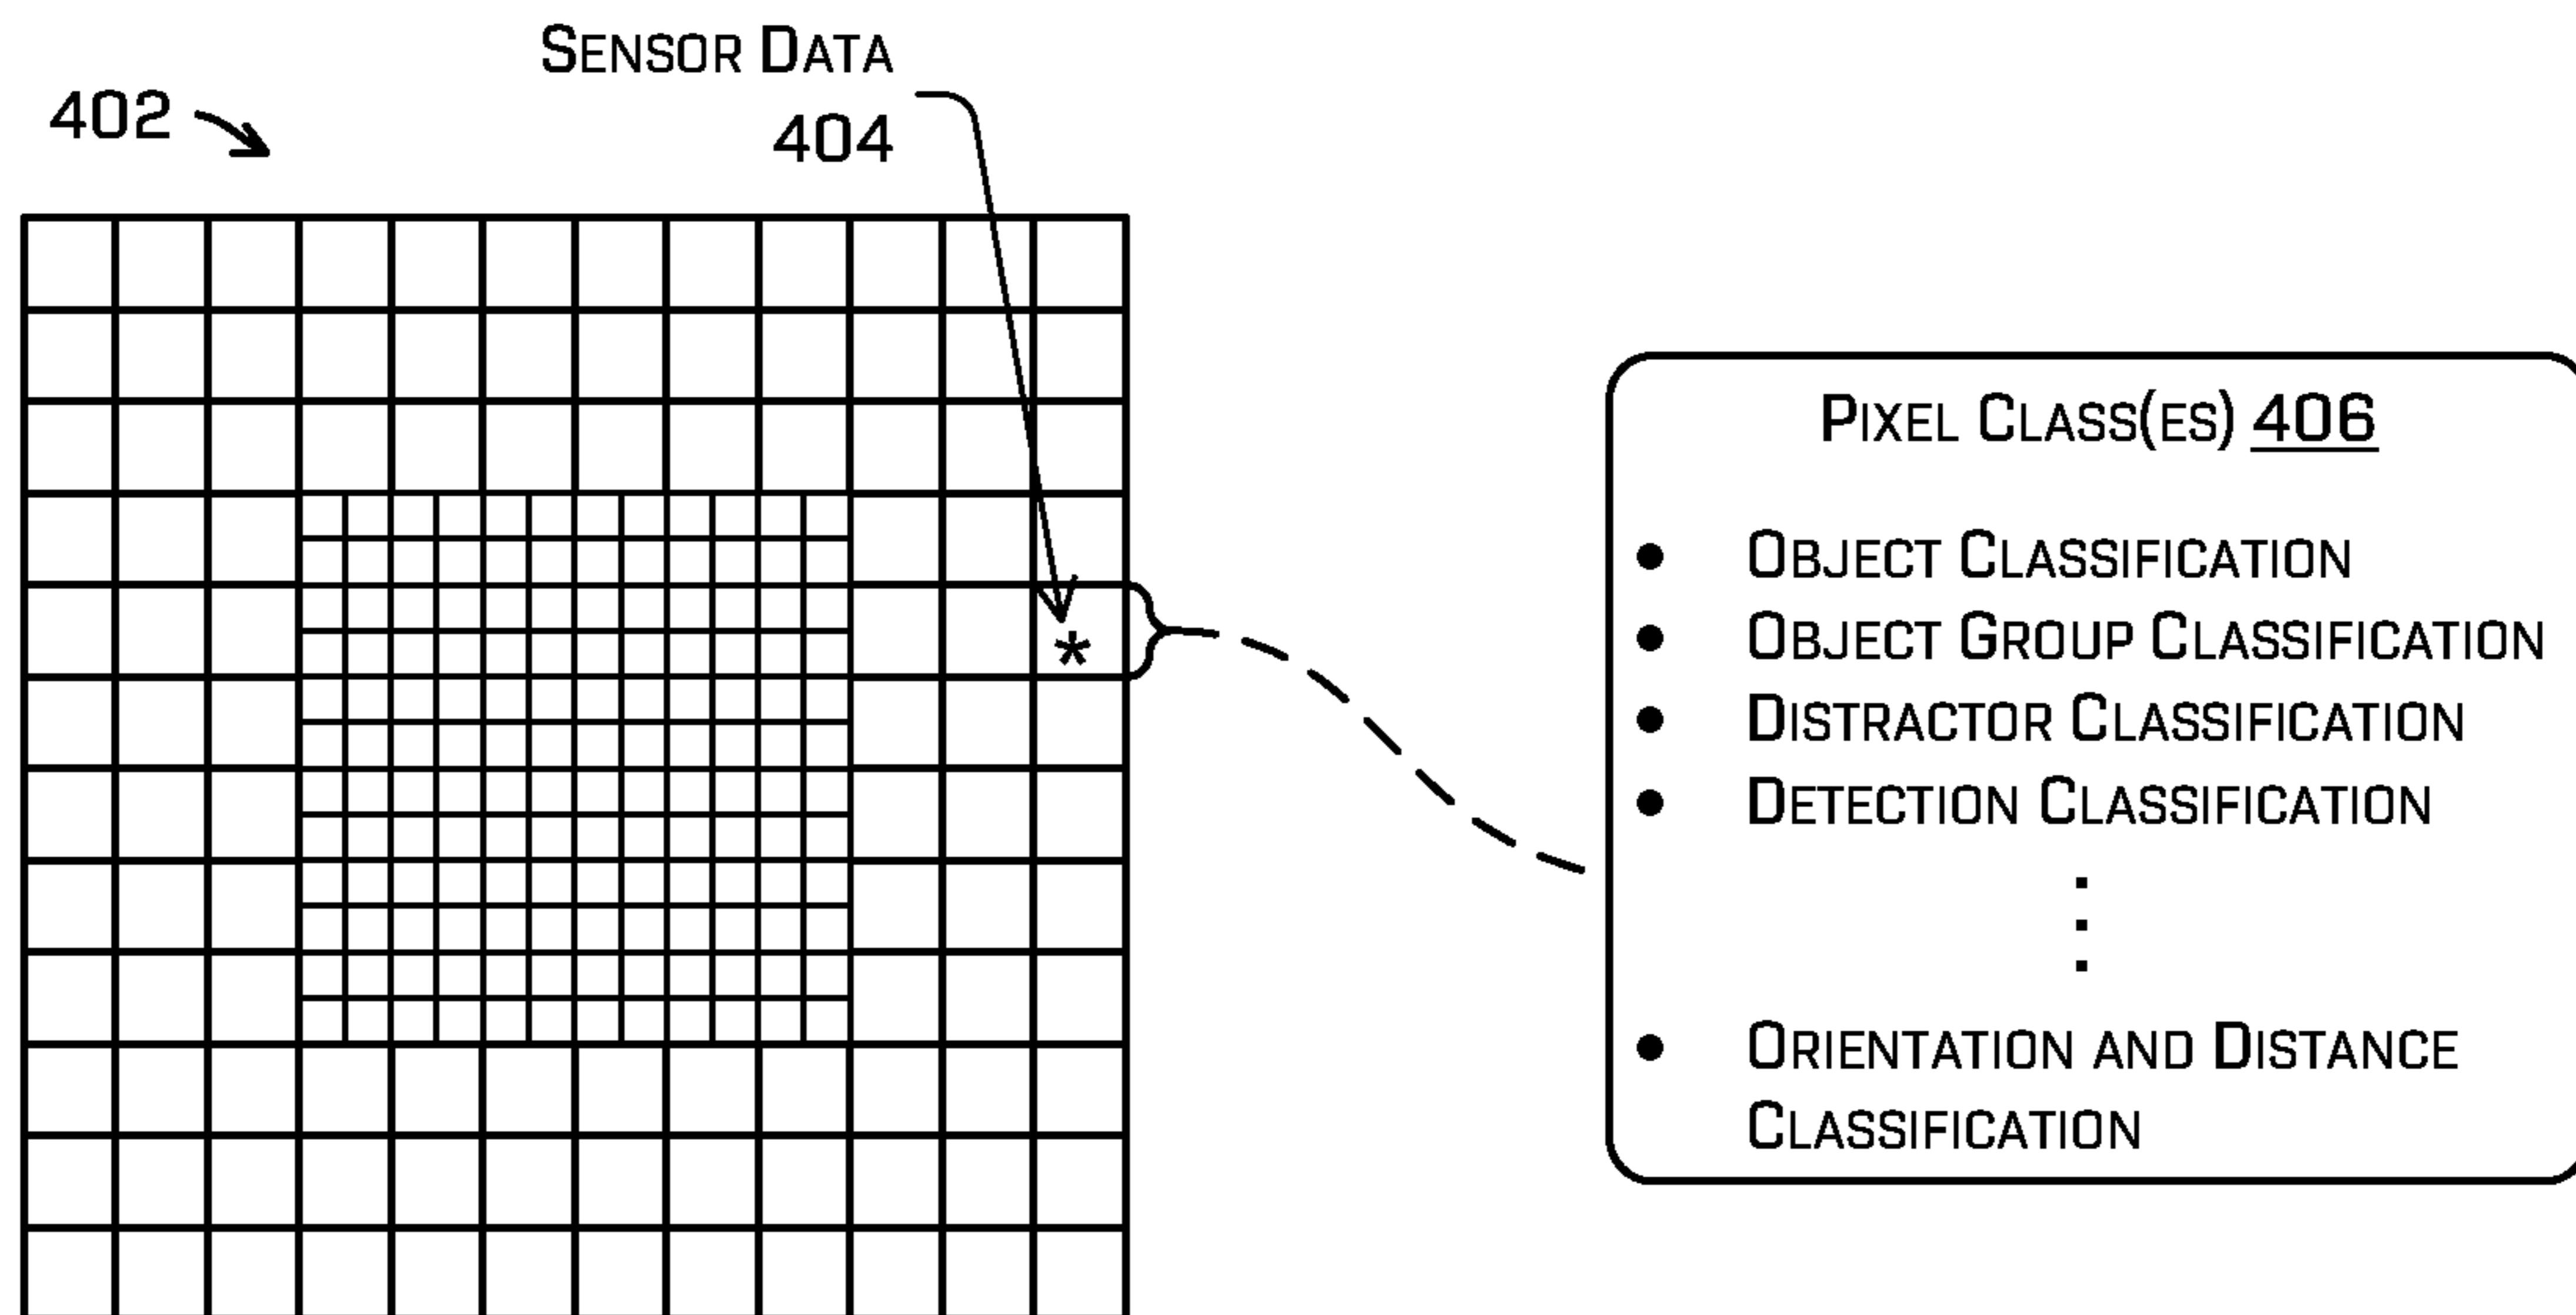 Sensor Data
402
404
*
Pixel Class(es) 406
• Object Classification
• Object Group Classification
• Distractor Classification
• Detection Classification
• Orientation and Distance
Classification